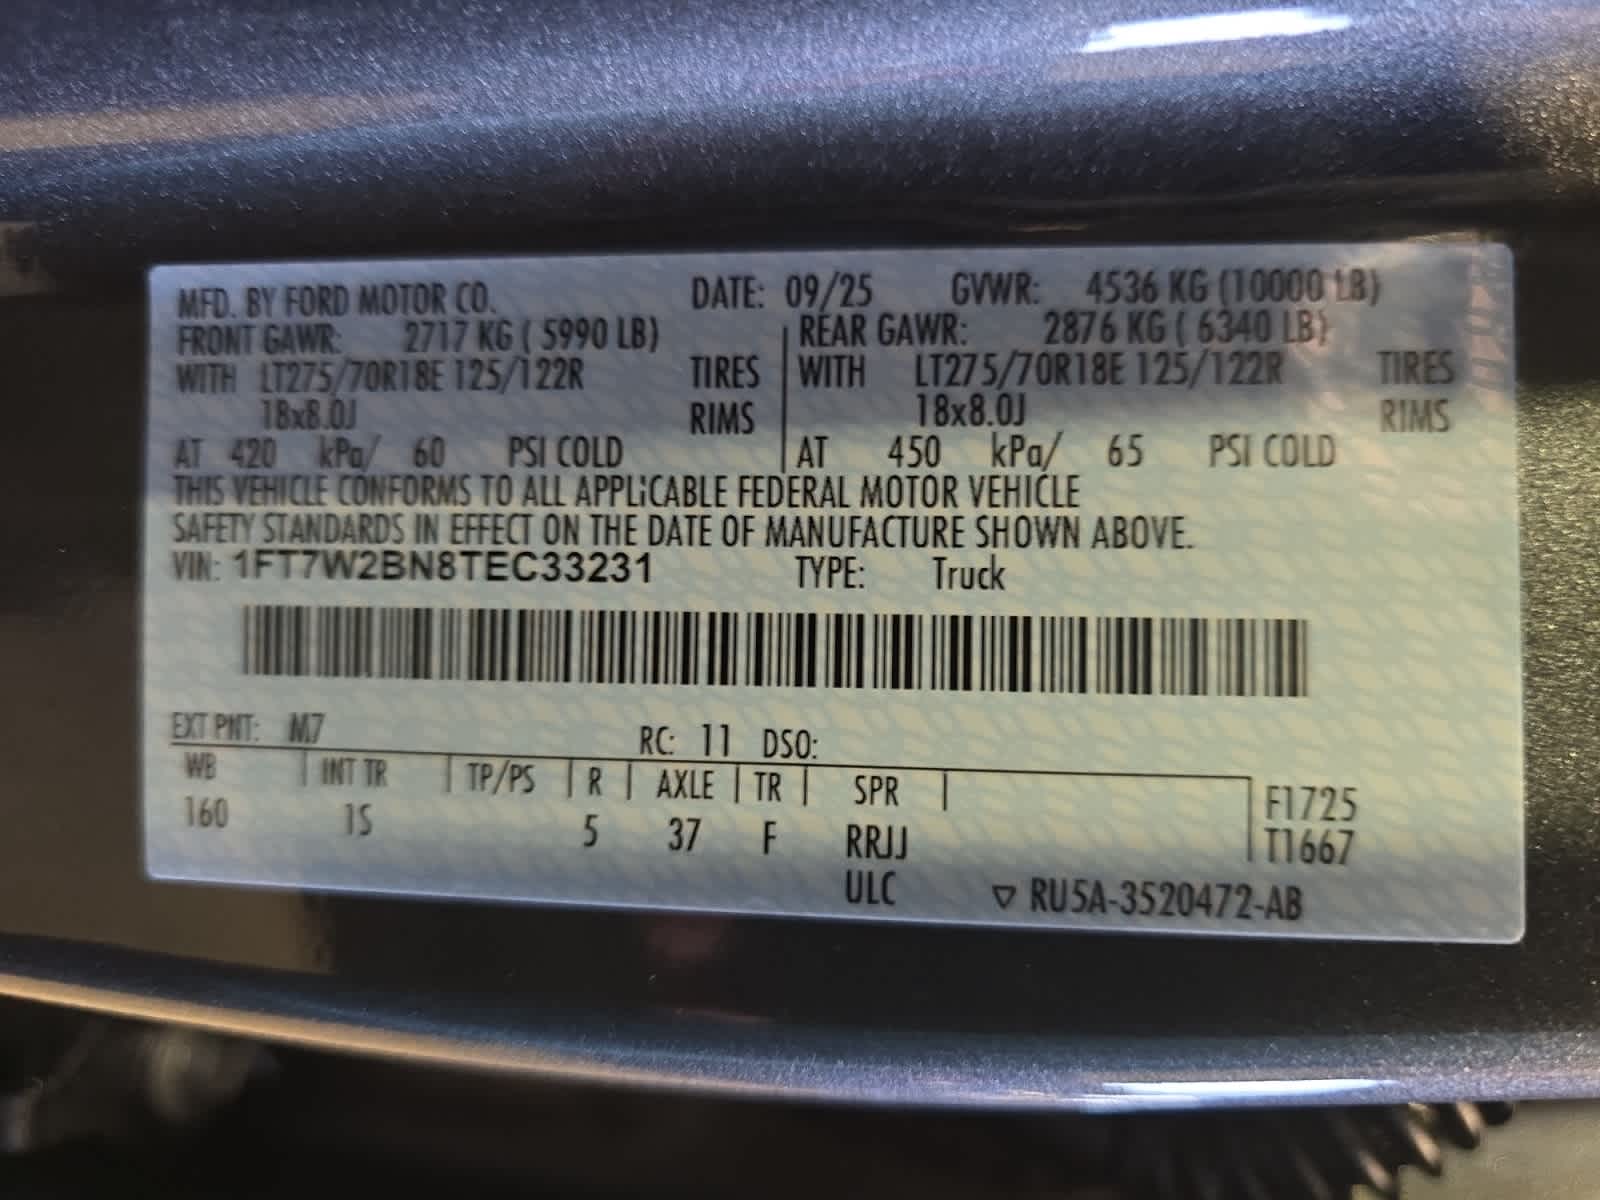 MFD. BY FORD MOTOR CO. DATE: 09/25 GVWR: 4536 KG (10000 LB)
FRONT GAWR: 2717 KG ( 5990 LB) REAR GAWR: 2876 KG ( 6340 LB)
WITH LT275/70R18E 125/122R TIRES WITH LT275/70R18E 125/122R TIRES
18x8.0J RIMS 18x8.0J RIMS
AT 420 kPa/ 60 PSI COLD AT 450 kPa/ 65 PSI COLD
THIS VEHICLE CONFORMS TO ALL APPLiCABLE FEDERAL MOTOR VEHICLE
SAFETY STANDARDS IN EFFECT ON THE DATE OF MANUFACTURE SHOWN ABOVE.
VIN: 1FT7W2BN8TEC33231 TYPE: Truck
EXT PNT: M7 RC: 11 DSO:
WB INT TR TP/PS R AXLE TR SPR F1725
160 1S 5 37 F RRJJ T1667
ULC ▽ RU5A-3520472-AB